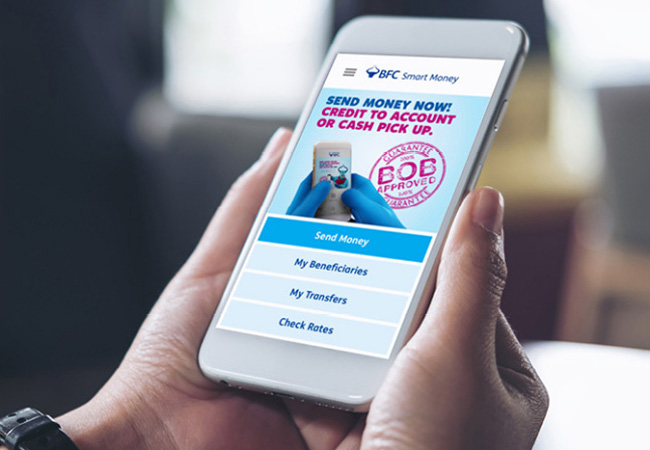 BFC Smart Money
SEND MONEY NOW!
CREDIT TO ACCOUNT
OR CASH PICK UP.
GUARANTEE
100%
BOB
APPROVED
100%
GUARANTEE
Send Money
My Beneficiaries
My Transfers
Check Rates